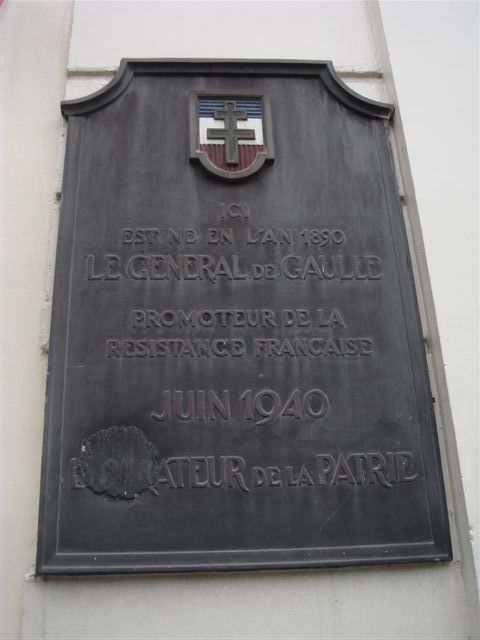 ICI
EST NE EN L'AN 1890
LE GENERAL DE GAULLE
PROMOTEUR DE LA
RESISTANCE FRANCAISE
JUIN 1940
DE LA PATRIE